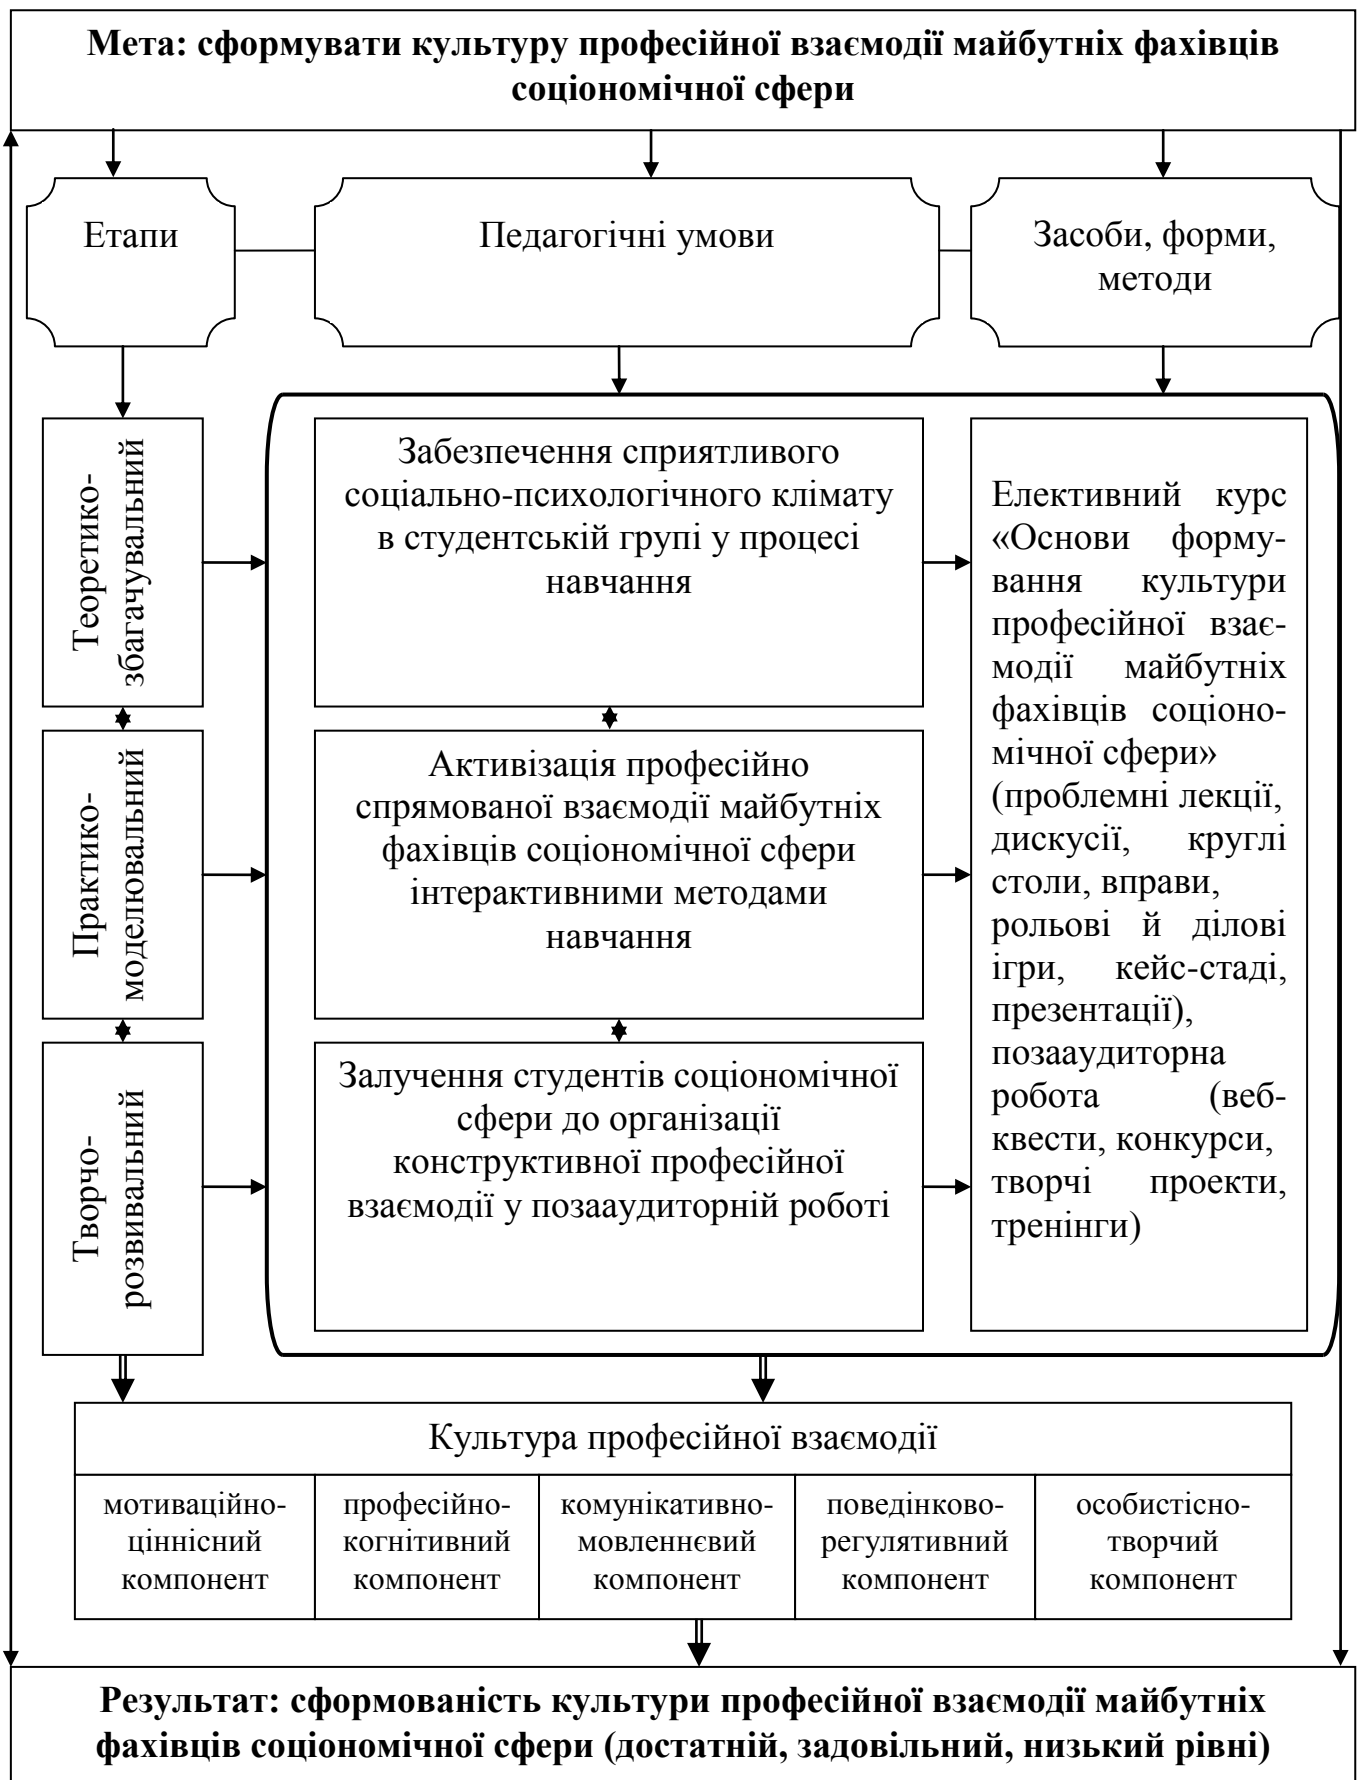 Мета: сформувати культуру професійної взаємодії майбутніх фахівців
соціономічної сфери
Етапи
Педагогічні умови
Засоби, форми,
методи
Теоретико-
збагачувальний
Забезпечення сприятливого
соціально-психологічного клімату
в студентській групі у процесі
навчання
Елективний курс
«Основи форму-
вання культури
професійної взає-
модії майбутніх
фахівців соціоно-
мічної сфери»
(проблемні лекції,
дискусії, круглі
столи, вправи,
рольові й ділові
ігри, кейс-стаді,
презентації),
позааудиторна
робота (веб-
квести, конкурси,
творчі проекти,
тренінги)
Практико-
моделювальний
Активізація професійно
спрямованої взаємодії майбутніх
фахівців соціономічної сфери
інтерактивними методами
навчання
Творчо-
розвивальний
Залучення студентів соціономічної
сфери до організації
конструктивної професійної
взаємодії у позааудиторній роботі
Культура професійної взаємодії
мотиваційно-
ціннісний
компонент
професійно-
когнітивний
компонент
комунікативно-
мовленнєвий
компонент
поведінково-
регулятивний
компонент
особистісно-
творчий
компонент
Результат: сформованість культури професійної взаємодії майбутніх
фахівців соціономічної сфери (достатній, задовільний, низький рівні)